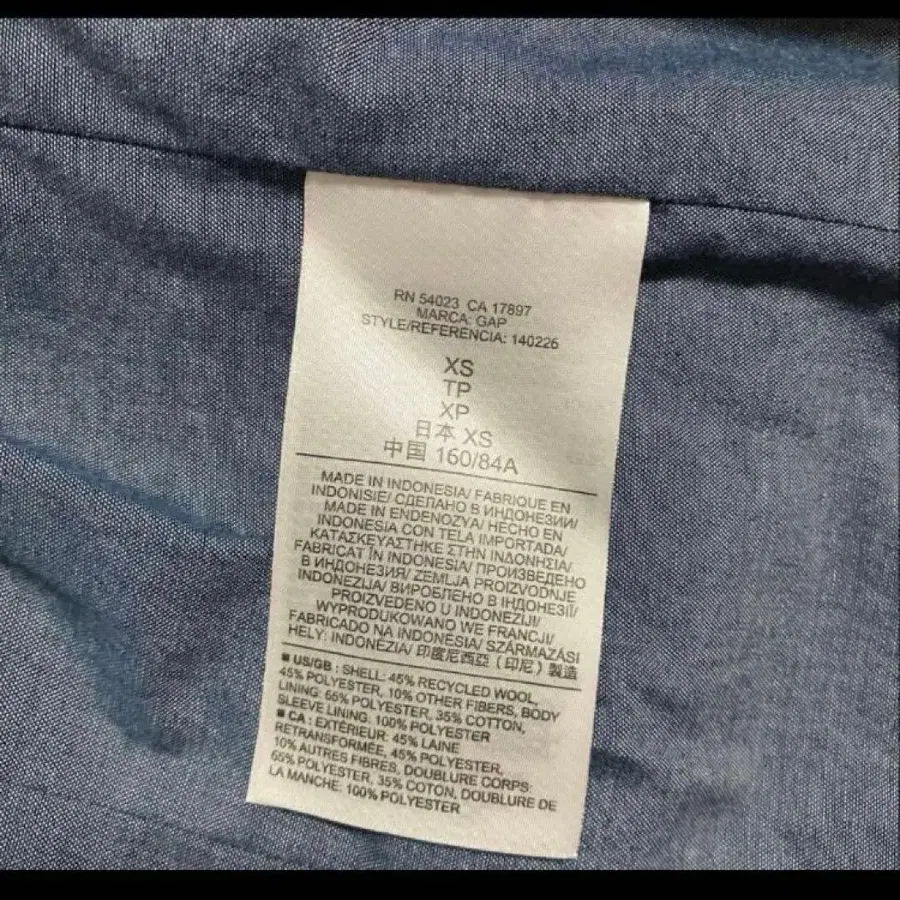 RN 54023 CA 17897
MARCA: GAP
STYLE/REFERENCIA: 140226
XS
TP
XP
日本 XS
中国 160/84A
MADE IN INDONESIA/ FABRIQUE EN
INDONISIE/ СДЕЛАНО В ИНДОНЕЗИИ/
MADE IN ENDENOZYA/ HECHO EN
INDONESIA CON TELA IMPORTADA/
ΚΑΤΑΣΚΕΥΑΣΤΗΚΕ ΣΤΗΝ ΙΝΔΟΝΗΣΙΑ/
FABRICAT ÎN INDONESIA/ ПРОИЗВЕДЕНО
В ИНДОНЕЗИЯ/ ZEMLJA PROIZVODNJE
INDONEZIJA/ ВИРОБЛЕНО В ІНДОНЕЗІЇ/
PROIZVEDENO U INDONEZIJI/
WYPRODUKOWANO WE FRANCJI/
FABRICADO NA INDONESIA/ SZÁRMAZÁSI
HELY: INDONÉZIA/ 印度尼西亞 (印尼) 製造
■ US/GB : SHELL: 45% RECYCLED WOOL,
45% POLYESTER, 10% OTHER FIBERS, BODY
LINING: 65% POLYESTER, 35% COTTON,
SLEEVE LINING: 100% POLYESTER
■ CA : EXTÉRIEUR: 45% LAINE
RETRANSFORMÉE, 45% POLYESTER,
10% AUTRES FIBRES, DOUBLURE CORPS:
65% POLYESTER, 35% COTON, DOUBLURE DE
LA MANCHE: 100% POLYESTER